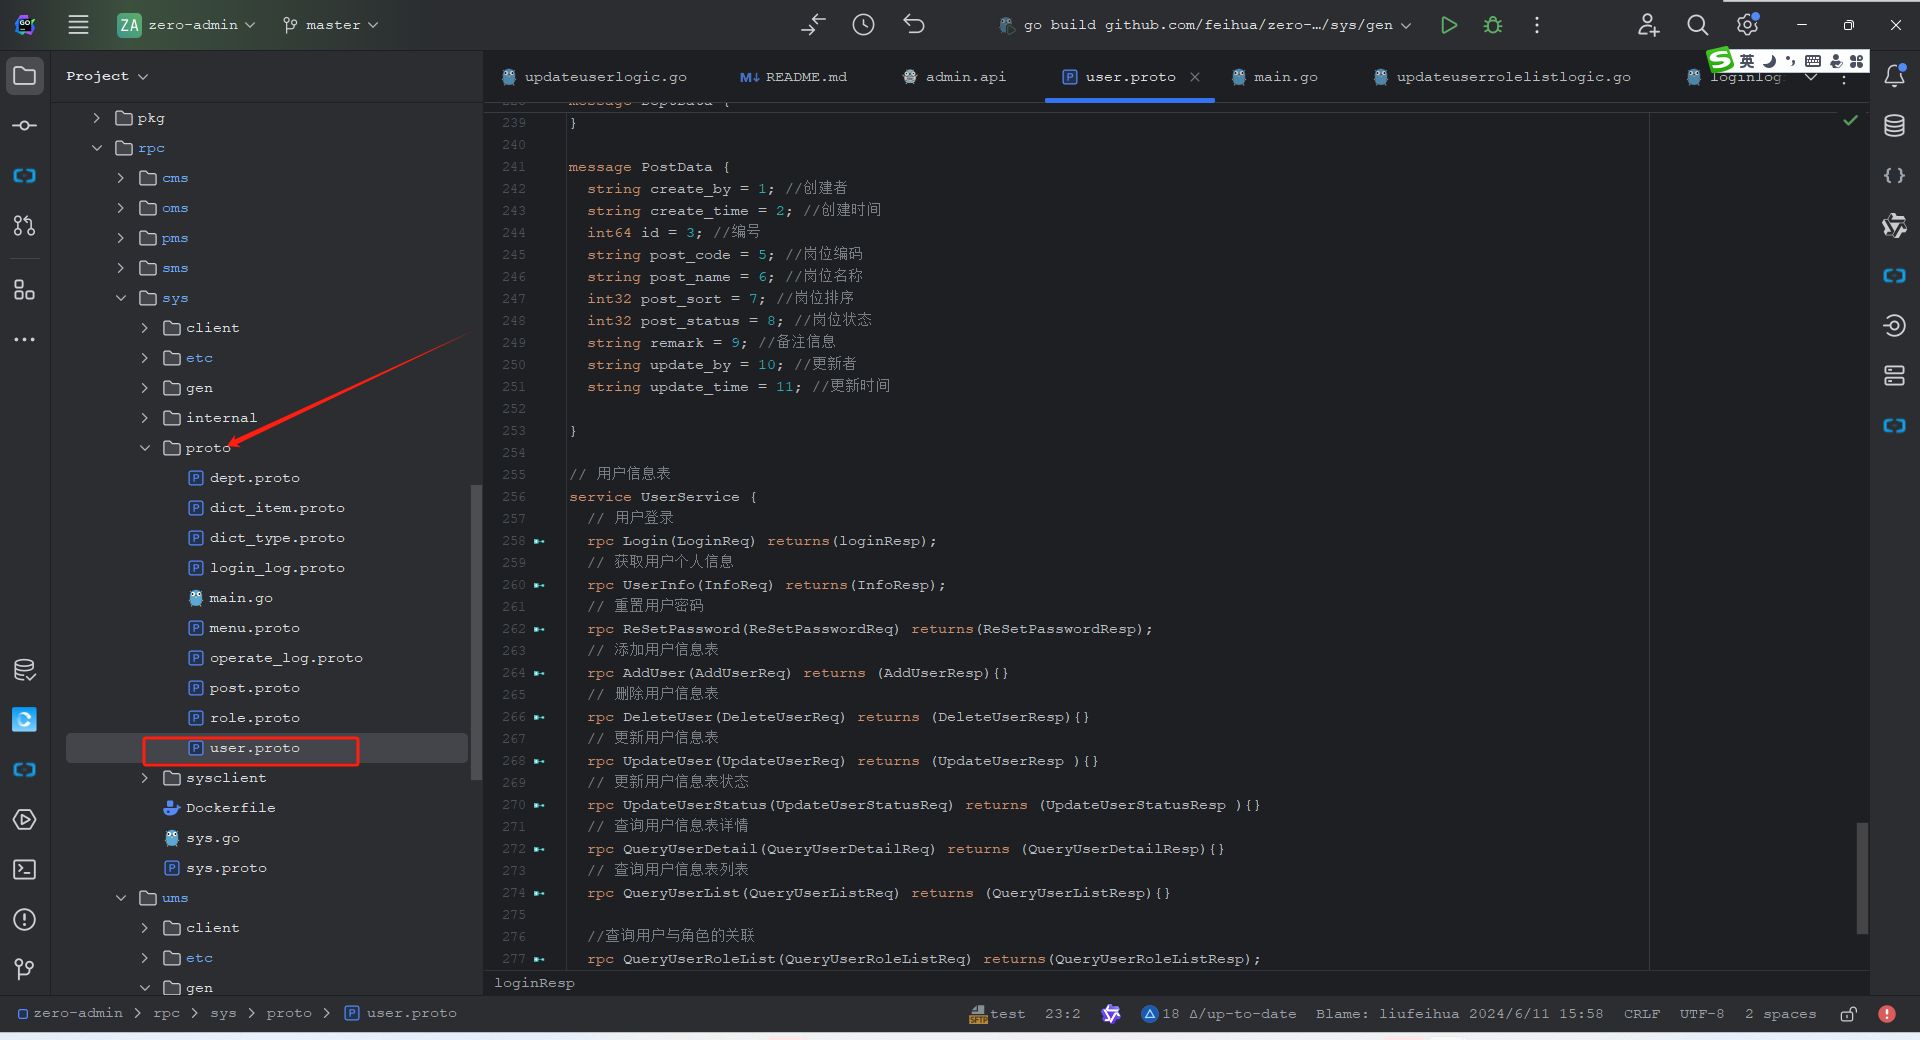 ZA zero-admin master go build github.com/feihua/zero-…/sys/gen
Project
英
updateuserlogic.go README.md admin.api user.proto main.go updateuserrolelistlogic.go
pkg
rpc
cms
oms
pms
sms
sys
client
etc
gen
internal
proto
dept.proto
dict_item.proto
dict_type.proto
login_log.proto
main.go
menu.proto
operate_log.proto
post.proto
role.proto
user.proto
sysclient
Dockerfile
sys.go
sys.proto
ums
client
etc
gen
239 }
240
241 message PostData {
242 string create_by = 1; //创建者
243 string create_time = 2; //创建时间
244 int64 id = 3; //编号
245 string post_code = 5; //岗位编码
246 string post_name = 6; //岗位名称
247 int32 post_sort = 7; //岗位排序
248 int32 post_status = 8; //岗位状态
249 string remark = 9; //备注信息
250 string update_by = 10; //更新者
251 string update_time = 11; //更新时间
252
253 }
254
255 // 用户信息表
256 service UserService {
257 // 用户登录
258 rpc Login(LoginReq) returns(loginResp);
259 // 获取用户个人信息
260 rpc UserInfo(InfoReq) returns(InfoResp);
261 // 重置用户密码
262 rpc ReSetPassword(ReSetPasswordReq) returns(ReSetPasswordResp);
263 // 添加用户信息表
264 rpc AddUser(AddUserReq) returns (AddUserResp){}
265 // 删除用户信息表
266 rpc DeleteUser(DeleteUserReq) returns (DeleteUserResp){}
267 // 更新用户信息表
268 rpc UpdateUser(UpdateUserReq) returns (UpdateUserResp ){}
269 // 更新用户信息表状态
270 rpc UpdateUserStatus(UpdateUserStatusReq) returns (UpdateUserStatusResp ){}
271 // 查询用户信息表详情
272 rpc QueryUserDetail(QueryUserDetailReq) returns (QueryUserDetailResp){}
273 // 查询用户信息表列表
274 rpc QueryUserList(QueryUserListReq) returns (QueryUserListResp){}
275
276 //查询用户与角色的关联
277 rpc QueryUserRoleList(QueryUserRoleListReq) returns(QueryUserRoleListResp);
loginResp
zero-admin > rpc > sys > proto > user.proto test 23:2 18 Δ/up-to-date Blame: liufeihua 2024/6/11 15:58 CRLF UTF-8 2 spaces